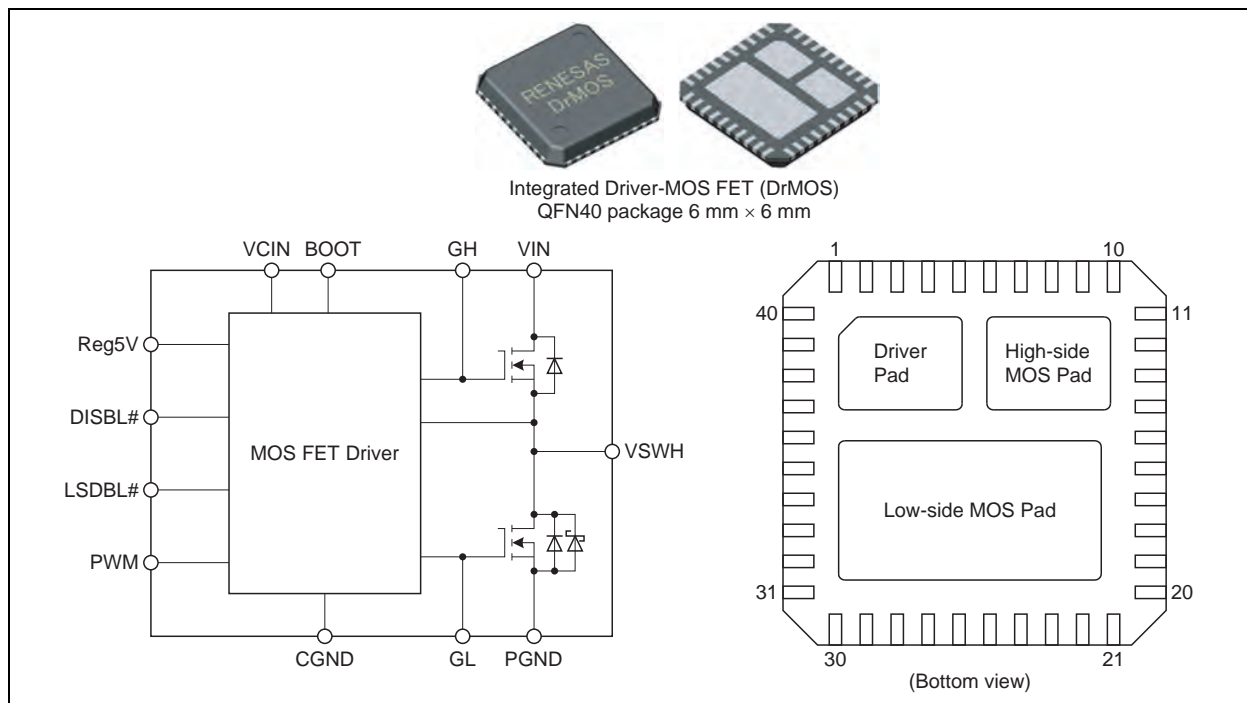 RENESAS
DrMOS
Integrated Driver-MOS FET (DrMOS)
QFN40 package 6 mm × 6 mm
VCIN BOOT GH VIN
Reg5V
DISBL#
LSDBL#
PWM
MOS FET Driver
VSWH
CGND GL PGND
1 10
40 11
Driver
Pad
High-side
MOS Pad
Low-side MOS Pad
31 20
30 21
(Bottom view)